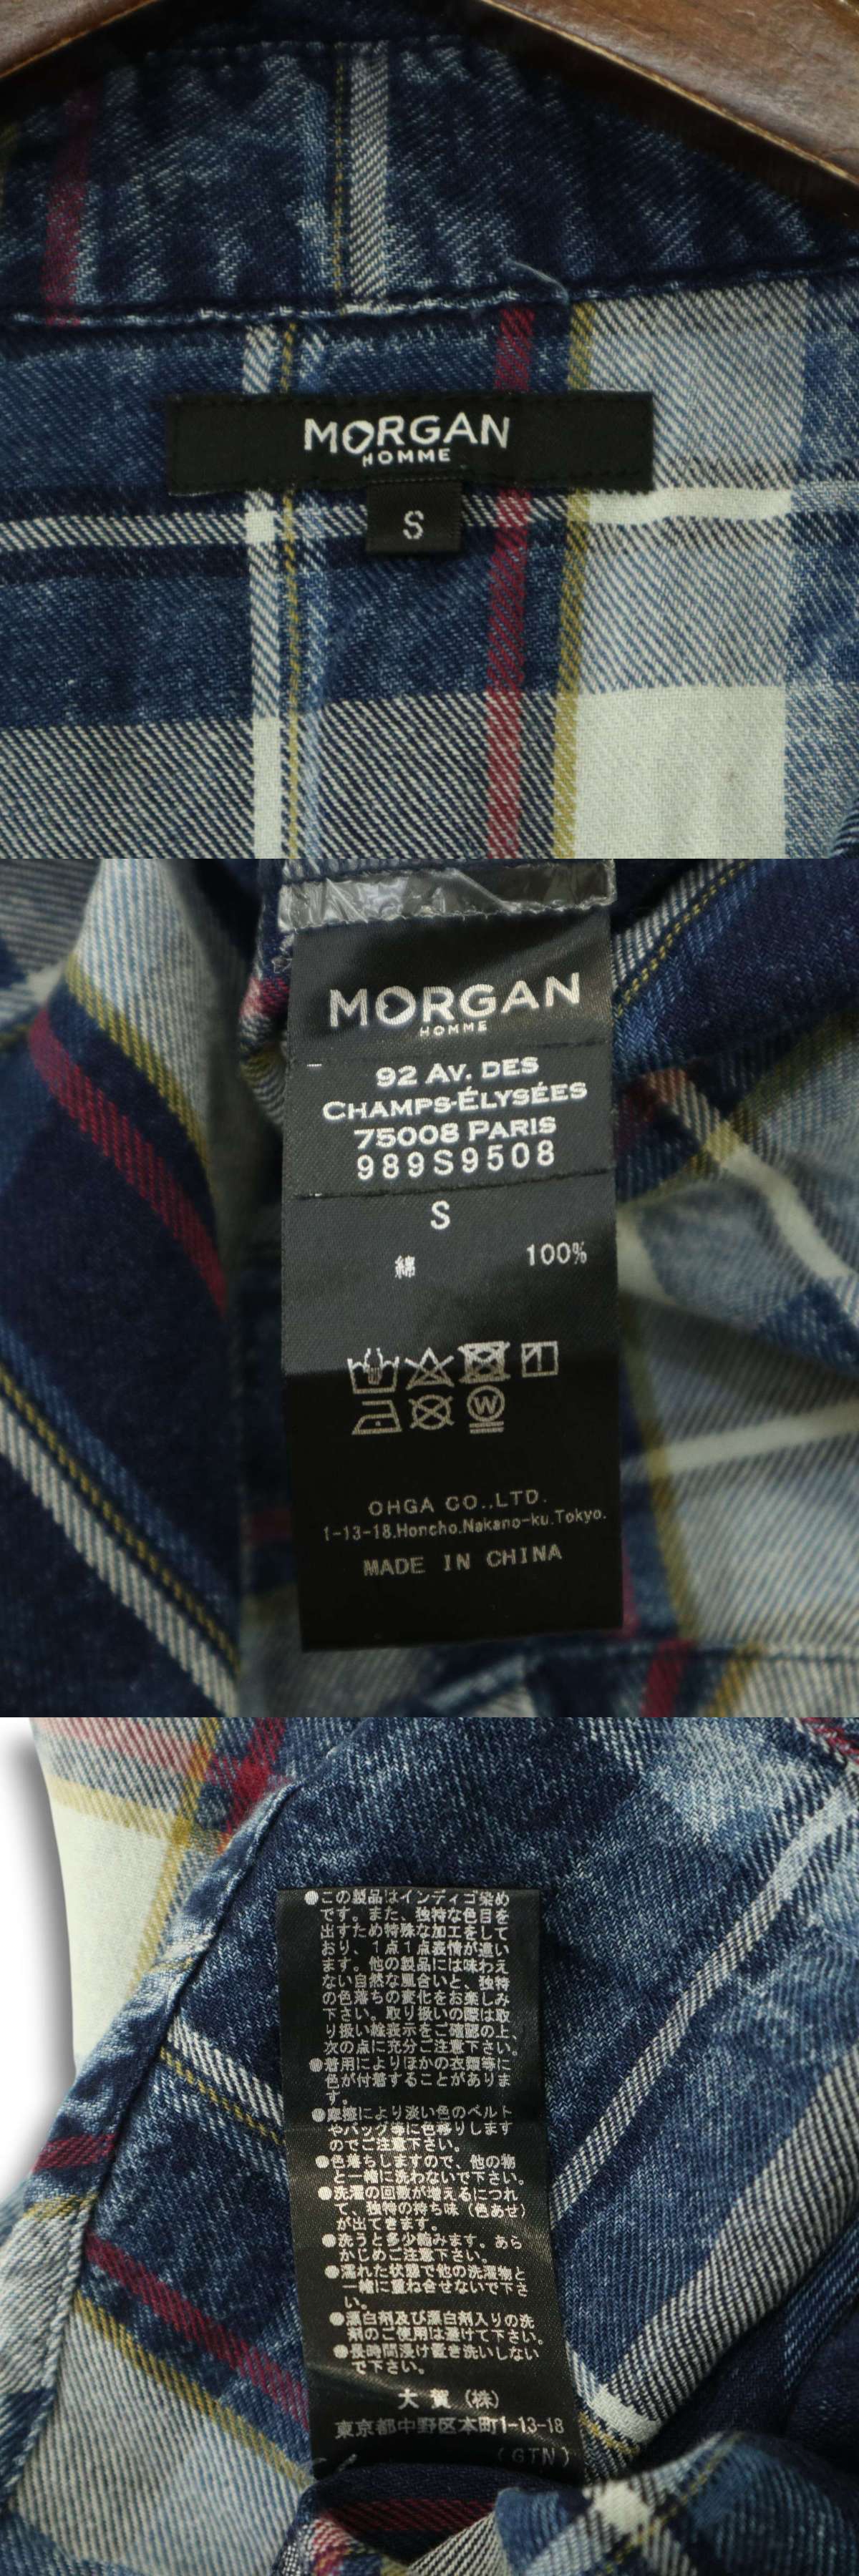 MORGAN
HOMME
S
MORGAN
HOMME
92 AV. DES
CHAMPS-ÉLYSÉES
75008 PARIS
989S9508
S
綿 100%
W
OHGA CO.,LTD.
1-13-18.Honcho.Nakano-ku.Tokyo.
MADE IN CHINA
●この製品はインディゴ染め
です。また、独特な色目を
出すため特殊な加工をして
おり、1点1点表情が違い
ます。他の製品には味わえ
ない自然な風合いと、独特
の色落ちの変化をお楽しみ
下さい。取り扱いの際は取
り扱い絵表示をご確認の上、
次の点に充分ご注意下さい。
●着用によりほかの衣類等に
色が付着することがありま
す。
●摩擦により淡い色のベルト
やバッグ等に色移りします
のでご注意下さい。
●色落ちしますので、他の物
と一緒に洗わないで下さい。
●洗濯の回数が増えるにつれ
て、独特の持ち味（色あせ）
が出てきます。
●洗うと多少縮みます。あら
かじめご注意下さい。
●濡れた状態で他の洗濯物と
一緒に重ね合せないで下さ
い。
●漂白剤及び漂白剤入りの洗
剤のご使用は避けて下さい。
●長時間浸け置き洗いしない
で下さい。
大賀（株）
東京都中野区本町1-13-18
(GTN)